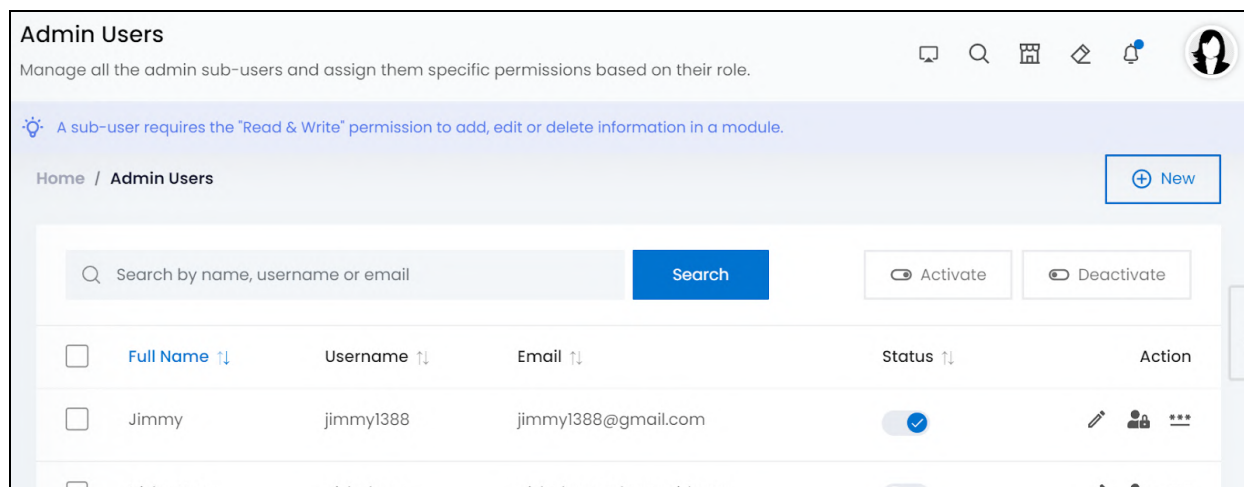 Admin Users
Manage all the admin sub-users and assign them specific permissions based on their role.
A sub-user requires the "Read & Write" permission to add, edit or delete information in a module.
Home / Admin Users
New
Search by name, username or email
Search
Activate
Deactivate
Full Name Username Email Status Action
Jimmy jimmy1388 jimmy1388@gmail.com